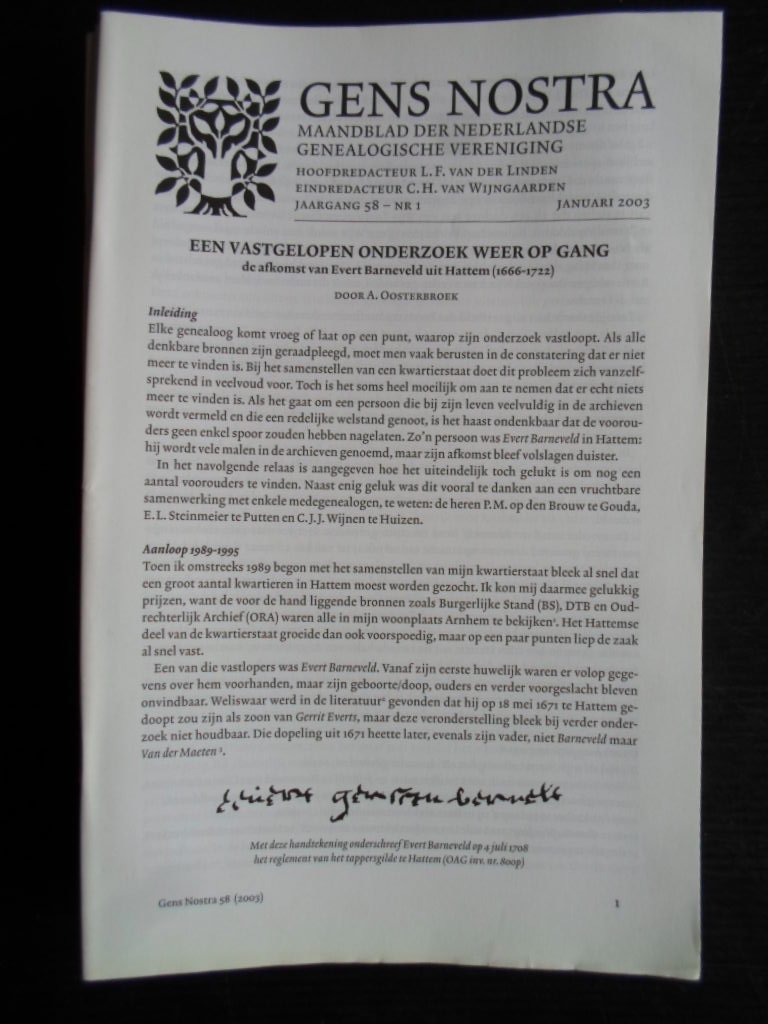 GENS NOSTRA
MAANDBLAD DER NEDERLANDSE
GENEALOGISCHE VERENIGING
HOOFDREDACTEUR L.F. VAN DER LINDEN
EINDREDACTEUR C.H. VAN WIJNGAARDEN
JAARGANG 58 – NR 1 JANUARI 2003
EEN VASTGELOPEN ONDERZOEK WEER OP GANG
de afkomst van Evert Barneveld uit Hattem (1666-1722)
DOOR A. OOSTERBROEK
Inleiding
Elke genealoog komt vroeg of laat op een punt, waarop zijn onderzoek vastloopt. Als alle
denkbare bronnen zijn geraadpleegd, moet men vaak berusten in de constatering dat er niet
meer te vinden is. Bij het samenstellen van een kwartierstaat doet dit probleem zich vanzelf-
sprekend in veelvoud voor. Toch is het soms heel moeilijk om aan te nemen dat er echt niets
meer te vinden is. Als het gaat om een persoon die bij zijn leven veelvuldig in de archieven
wordt vermeld en die een redelijke welstand genoot, is het haast ondenkbaar dat de voorou-
ders geen enkel spoor zouden hebben nagelaten. Zo'n persoon was Evert Barneveld in Hattem:
hij wordt vele malen in de archieven genoemd, maar zijn afkomst bleef volslagen duister.
In het navolgende relaas is aangegeven hoe het uiteindelijk toch gelukt is om nog een
aantal voorouders te vinden. Naast enig geluk was dit vooral te danken aan een vruchtbare
samenwerking met enkele medegenealogen, te weten: de heren P.M. op den Brouw te Gouda,
E.L. Steinmeier te Putten en C.J.J. Wijnen te Huizen.
Aanloop 1989-1995
Toen ik omstreeks 1989 begon met het samenstellen van mijn kwartierstaat bleek al snel dat
een groot aantal kwartieren in Hattem moest worden gezocht. Ik kon mij daarmee gelukkig
prijzen, want de voor de hand liggende bronnen zoals Burgerlijke Stand (BS), DTB en Oud-
rechterlijk Archief (ORA) waren alle in mijn woonplaats Arnhem te bekijken¹. Het Hattemse
deel van de kwartierstaat groeide dan ook voorspoedig, maar op een paar punten liep de zaak
al snel vast.
Een van die vastlopers was Evert Barneveld. Vanaf zijn eerste huwelijk waren er volop gege-
vens over hem voorhanden, maar zijn geboorte/doop, ouders en verder voorgeslacht bleven
onvindbaar. Weliswaar werd in de literatuur² gevonden dat hij op 18 mei 1671 te Hattem ge-
doopt zou zijn als zoon van Gerrit Everts, maar deze veronderstelling bleek bij verder onder-
zoek niet houdbaar. Die dopeling uit 1671 heette later, evenals zijn vader, niet Barneveld maar
Van der Maeten³.
Met deze handtekening onderschreef Evert Barneveld op 4 juli 1708
het reglement van het tappersgilde te Hattem (OAG inv. nr. 800p)
Gens Nostra 58 (2003) 1